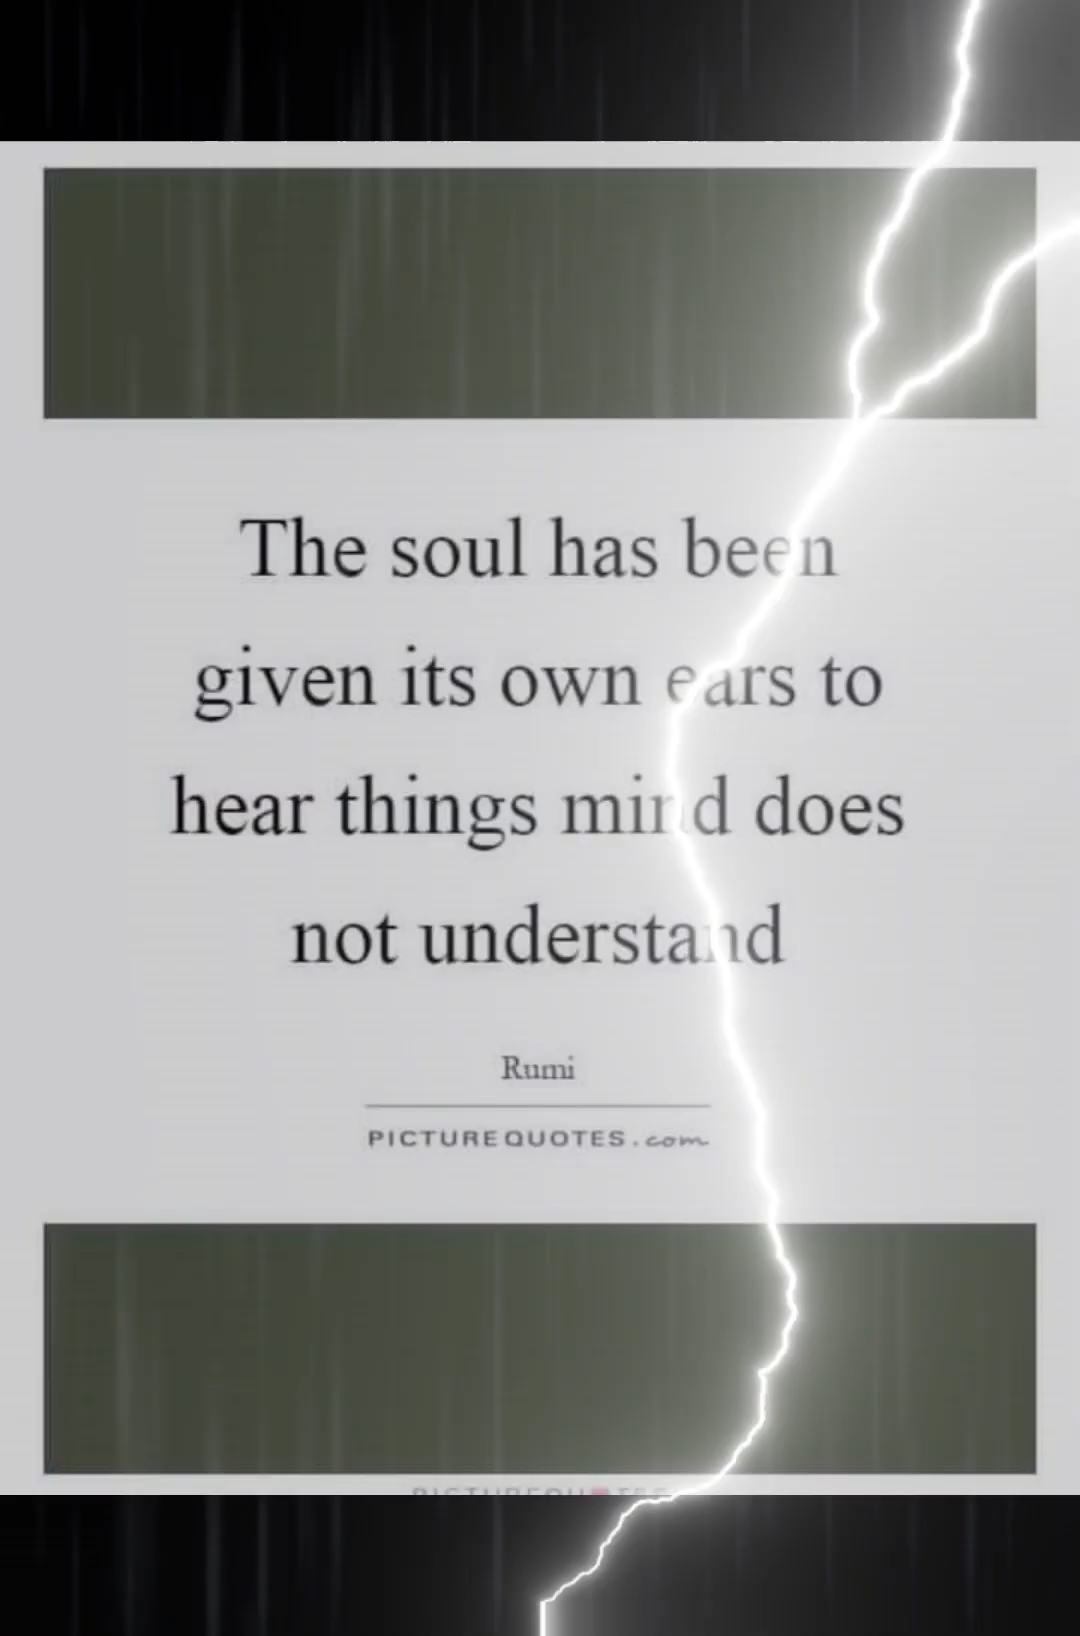 The soul has been
given its own ears to
hear things mind does
not understand
Rumi
PICTUREQUOTES.com